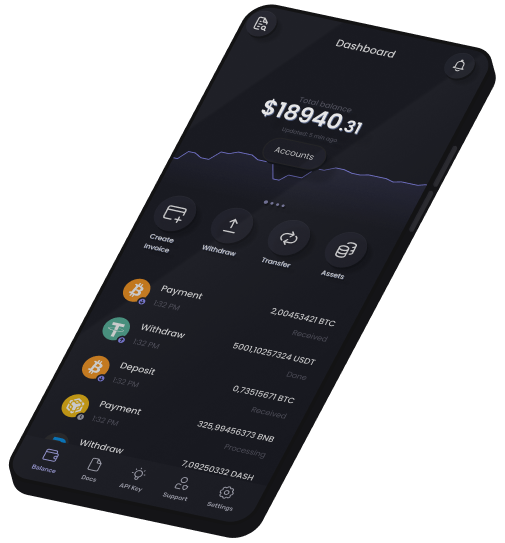 Dashboard
Total balance
$18940.31
Updated 5 min ago
Accounts
Create Invoice
Withdraw
Transfer
Assets
Payment
1:32 PM
2,00453421 BTC
Received
Withdraw
1:32 PM
5001,10257324 USDT
Done
Deposit
1:32 PM
0,73515671 BTC
Received
Payment
1:32 PM
325,99456373 BNB
Processing
Withdraw
7,09250332 DASH
Balance
Docs
API Key
Support
Settings